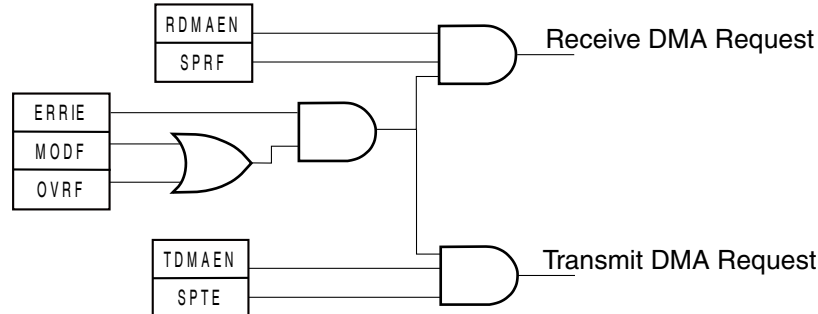 RDMAEN
SPRF
Receive DMA Request
ERRIE
MODF
OVRF
TDMAEN
SPTE
Transmit DMA Request